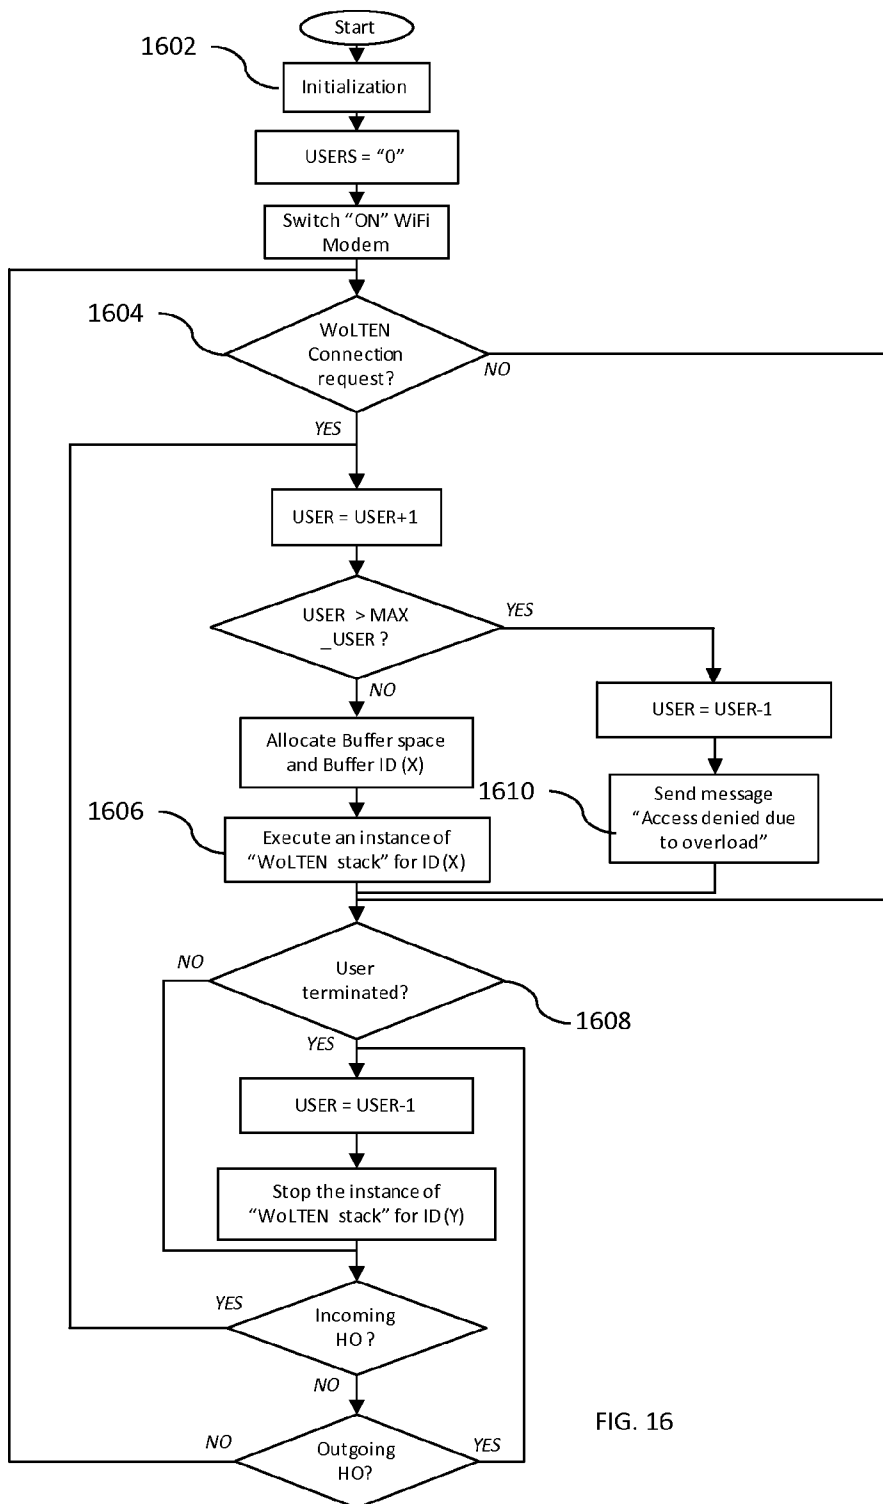 Start
1602
Initialization
USERS = “0”
Switch “ON” WiFi
Modem
1604
WoLTEN
Connection
request?
NO
YES
USER = USER+1
USER > MAX
_USER ?
YES
NO
USER = USER-1
Allocate Buffer space
and Buffer ID (X)
1610
Send message
“Access denied due
to overload”
1606
Execute an instance of
“WoLTEN stack” for ID (X)
NO
User
terminated?
1608
YES
USER = USER-1
Stop the instance of
“WoLTEN stack” for ID (Y)
YES
Incoming
HO ?
NO
NO
Outgoing
HO?
YES
FIG. 16